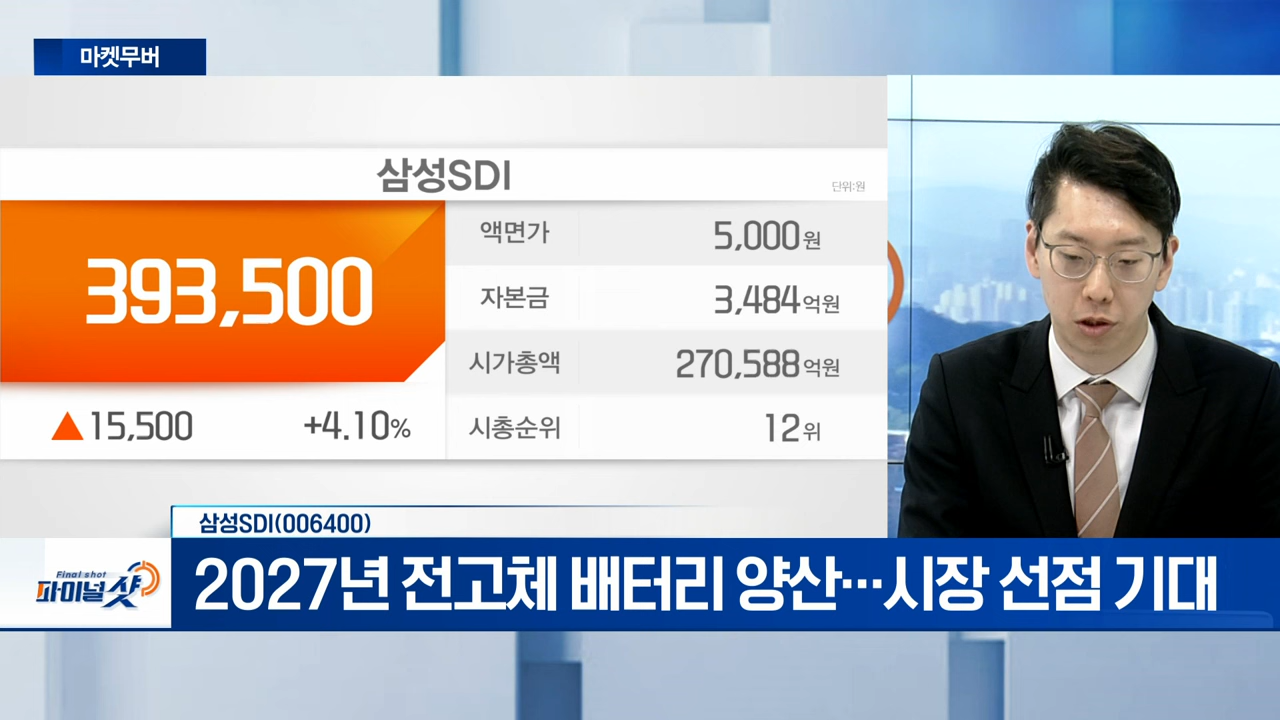 마켓무버
삼성SDI
단위:원
393,500
▲15,500 +4.10%
액면가 5,000원
자본금 3,484억원
시가총액 270,588억원
시총순위 12위
삼성SDI(006400)
Final shot
파이널샷
2027년 전고체 배터리 양산…시장 선점 기대